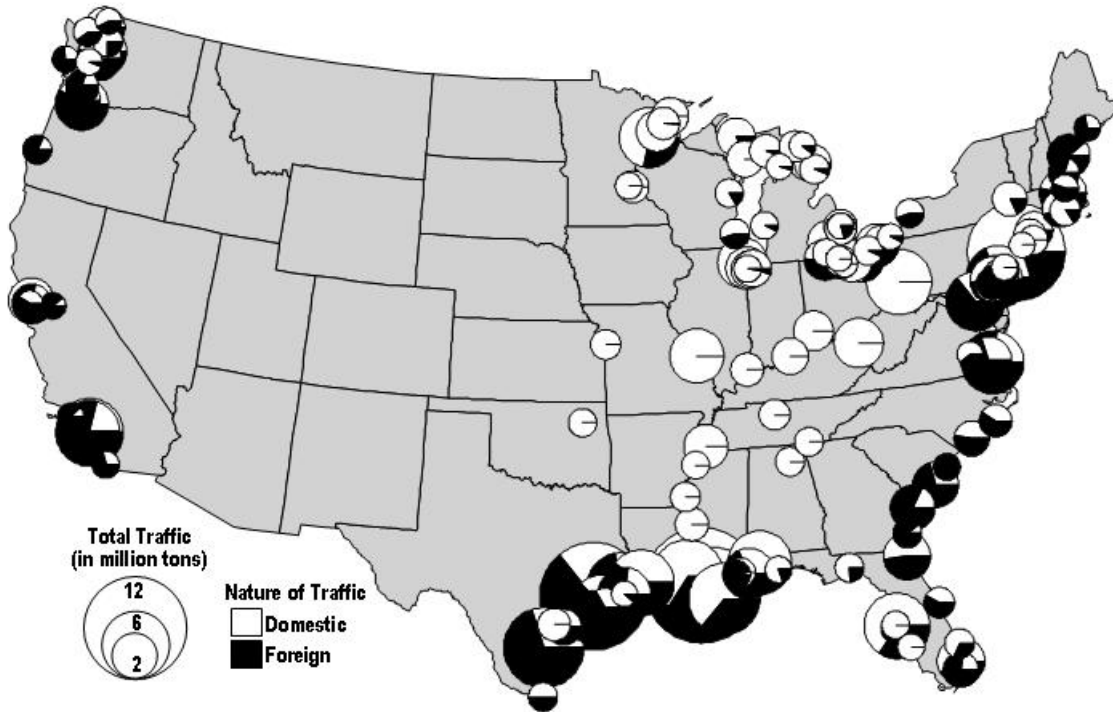 Total Traffic
(in million tons)
12
6
2
Nature of Traffic
Domestic
Foreign